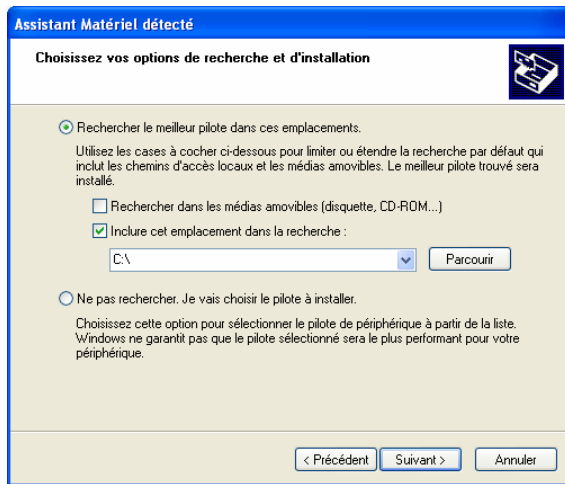 Assistant Matériel détecté
Choisissez vos options de recherche et d'installation
Rechercher le meilleur pilote dans ces emplacements.
Utilisez les cases à cocher ci-dessous pour limiter ou étendre la recherche par défaut qui
inclut les chemins d'accès locaux et les médias amovibles. Le meilleur pilote trouvé sera
installé.
Rechercher dans les médias amovibles (disquette, CD-ROM...)
Inclure cet emplacement dans la recherche :
C:\
Parcourir
Ne pas rechercher. Je vais choisir le pilote à installer.
Choisissez cette option pour sélectionner le pilote de périphérique à partir de la liste.
Windows ne garantit pas que le pilote sélectionné sera le plus performant pour votre
périphérique.
< Précédent Suivant > Annuler